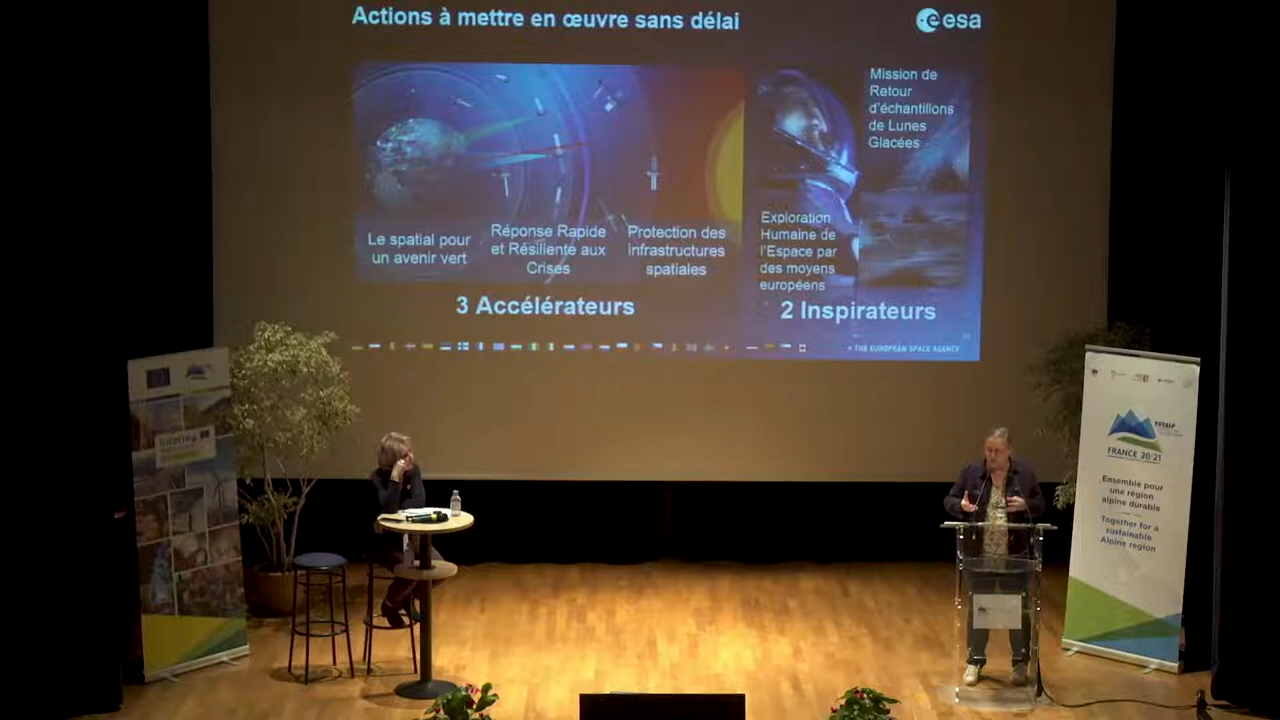 Actions à mettre en œuvre sans délai
esa
Mission de
Retour
d'échantillons
de Lunes
Glacées
Le spatial pour
un avenir vert
Réponse Rapide
et Résiliente aux
Crises
Protection des
infrastructures
spatiales
Exploration
Humaine de
l'Espace par
des moyens
européens
3 Accélérateurs
2 Inspirateurs
THE EUROPEAN SPACE AGENCY
Interreg
EUSALP
FRANCE 20/21
Ensemble pour
une région
alpine durable
Together for a
sustainable
Alpine region